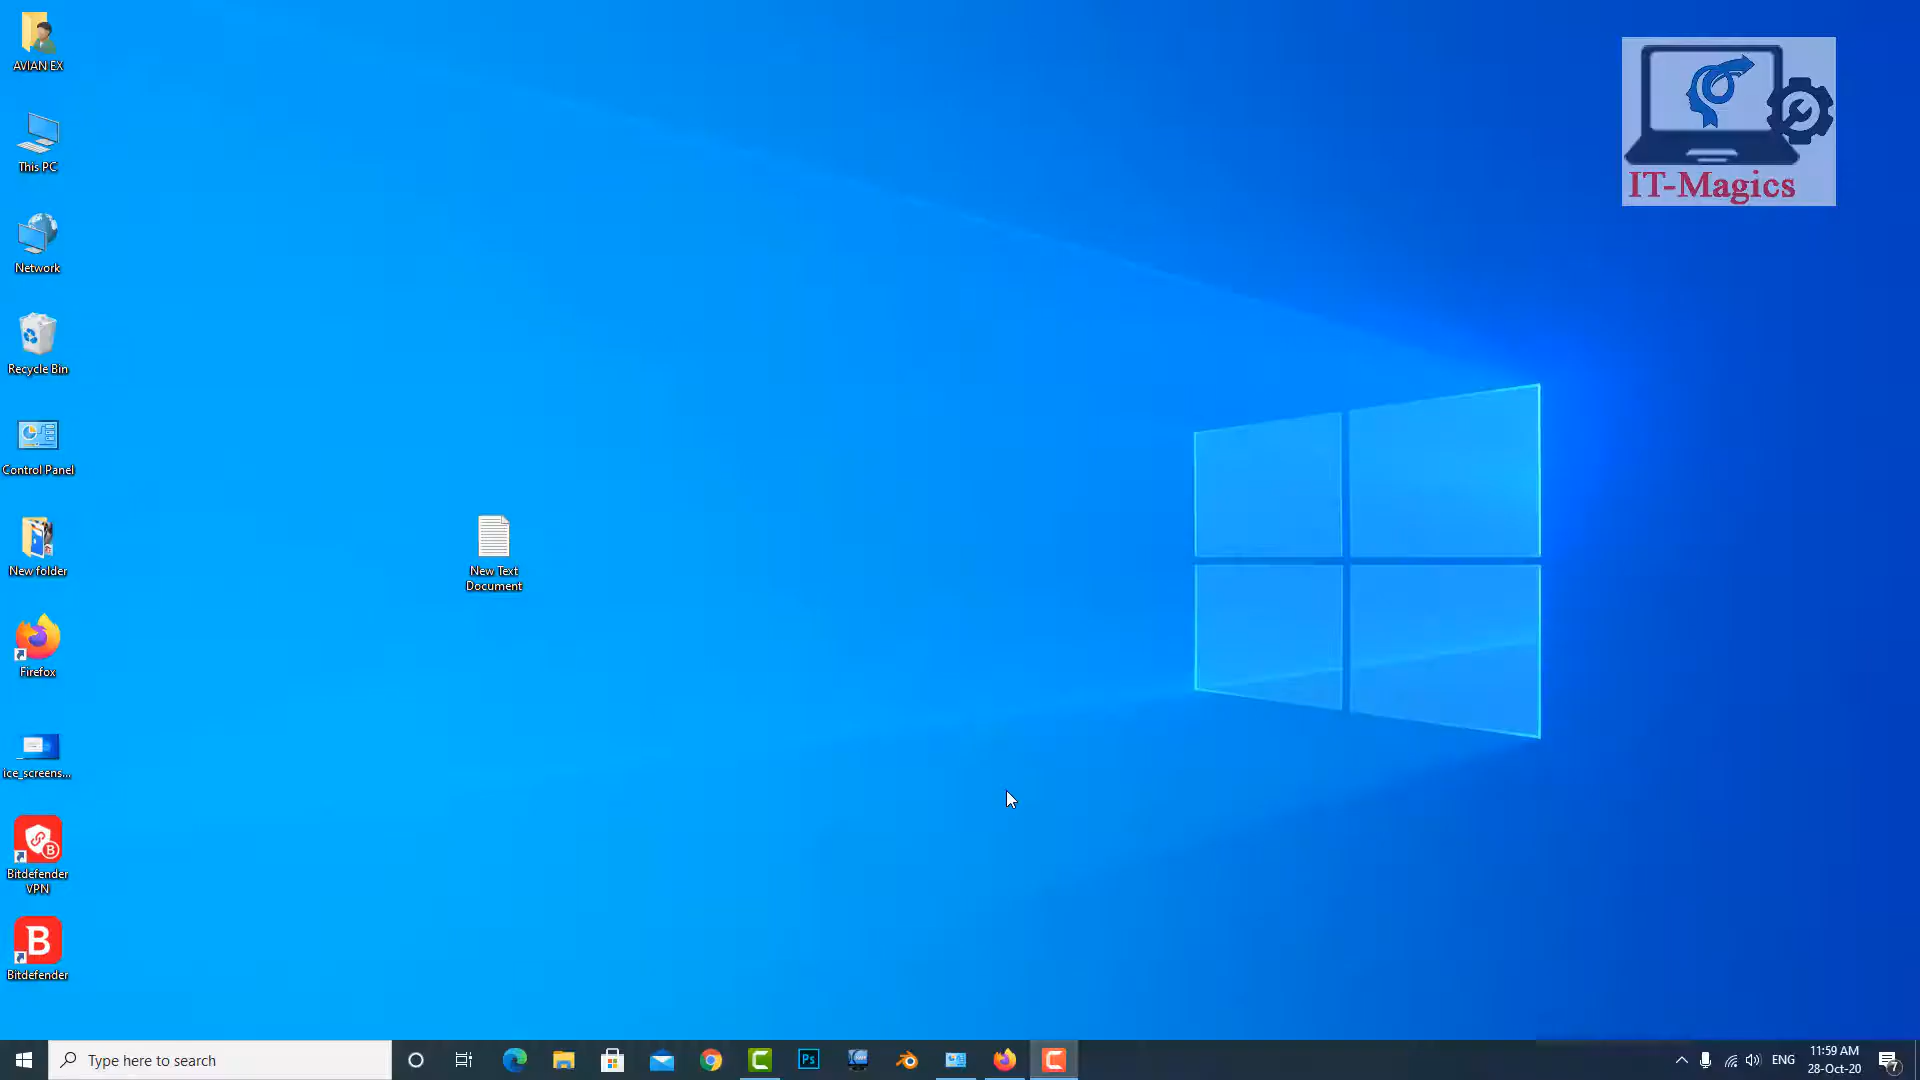 AVIAN EX
This PC
Network
Recycle Bin
Control Panel
New folder
Firefox
ice_screens...
Bitdefender
VPN
Bitdefender
New Text
Document
IT-Magics
Type here to search
Ps
ENG
11:59 AM
28-Oct-20
7